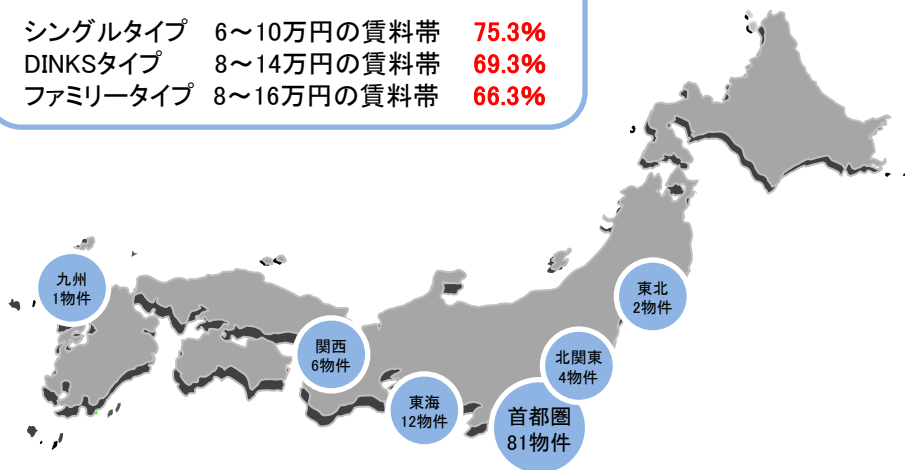 シングルタイプ 6～10万円の賃料帯 75.3%
DINKSタイプ 8～14万円の賃料帯 69.3%
ファミリータイプ 8～16万円の賃料帯 66.3%
九州
1物件
東北
2物件
関西
6物件
北関東
4物件
東海
12物件
首都圏
81物件